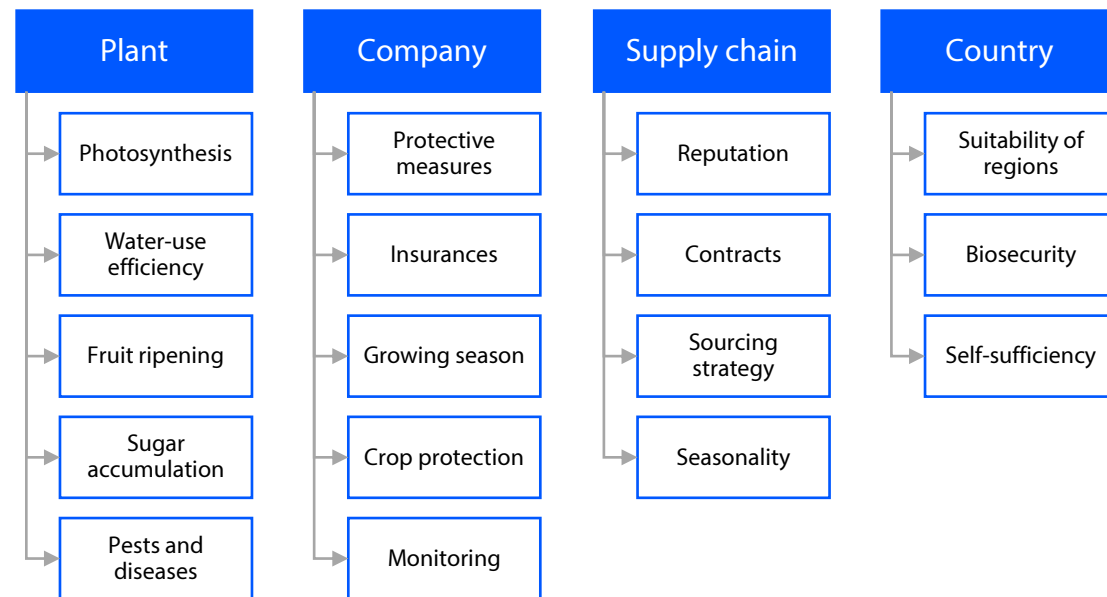 Plant
Photosynthesis
Water-use
efficiency
Fruit ripening
Sugar
accumulation
Pests and
diseases
Company
Protective
measures
Insurances
Growing season
Crop protection
Monitoring
Supply chain
Reputation
Contracts
Sourcing
strategy
Seasonality
Country
Suitability of
regions
Biosecurity
Self-sufficiency